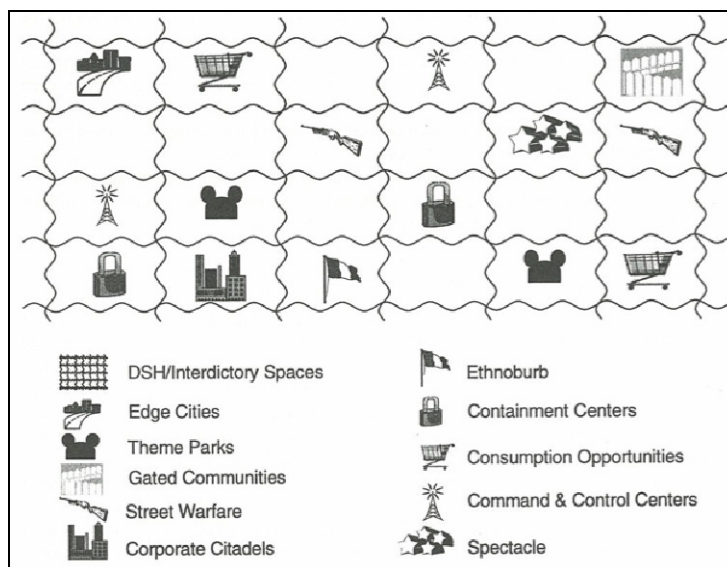 DSH/Interdictory Spaces
Edge Cities
Theme Parks
Gated Communities
Street Warfare
Corporate Citadels
Ethnoburb
Containment Centers
Consumption Opportunities
Command & Control Centers
Spectacle